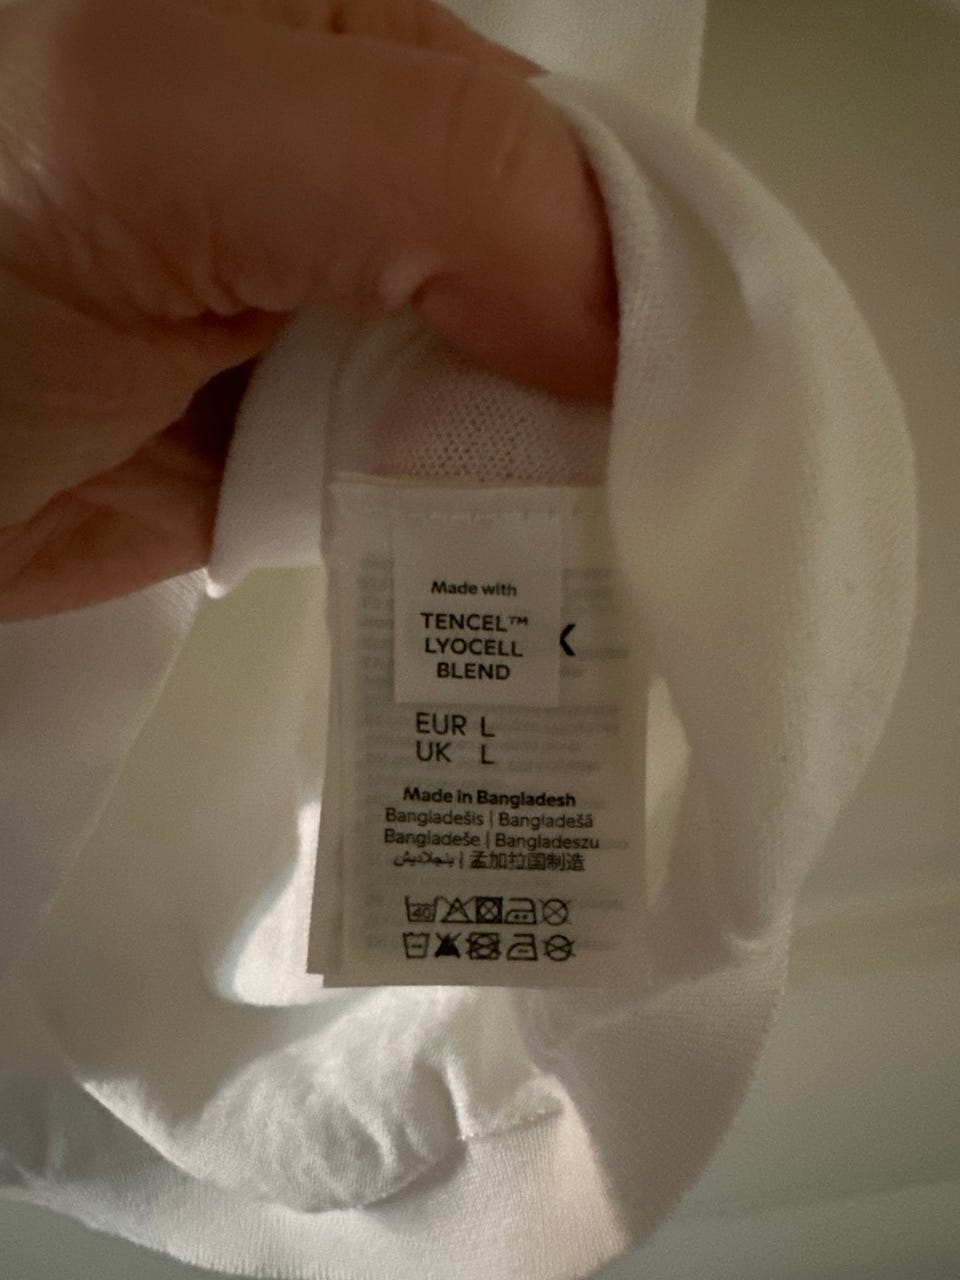 Made with
TENCEL™
LYOCELL
BLEND
EUR L
UK L
Made in Bangladesh
Bangladešis | Bangladešā
Bangladeše | Bangladeszu
بنجلاديش | 孟加拉国制造
40